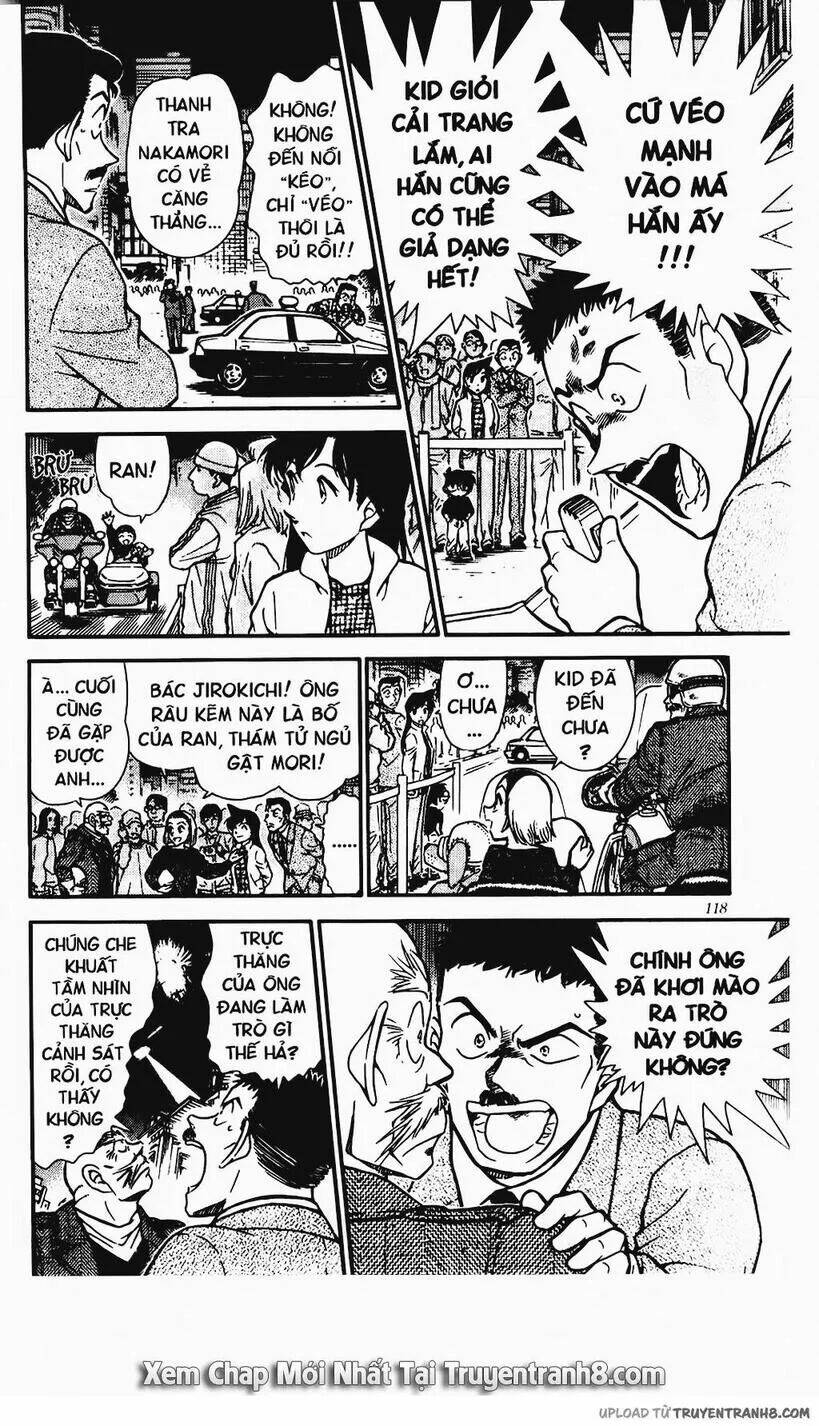 CỨ VÉO
MẠNH
VÀO MÁ
HẮN ẤY
!!!
KID GIỎI
CẢI TRANG
LẮM, AI
HẮN CŨNG
CÓ THỂ
GIẢ DẠNG
HẾT!
KHÔNG!
KHÔNG
ĐẾN NỖI
"KÉO",
CHỈ "VÉO"
THÔI LÀ
ĐỦ RỒI!!
THANH
TRA
NAKAMORI
CÓ VẺ
CĂNG
THẲNG...
RAN!
BRỪ
BRỪ
KID ĐÃ
ĐẾN
CHƯA
?
Ơ...
CHƯA
...
BÁC JIROKICHI! ÔNG
RÂU KẼM NÀY LÀ BỐ
CỦA RAN, THÁM TỬ NGỦ
GẬT MORI!
À... CUỐI
CÙNG
ĐÃ GẶP
ĐƯỢC
ANH...
......
118
CHÍNH ÔNG
ĐÃ KHƠI MÀO
RA TRÒ
NÀY ĐÚNG
KHÔNG?
TRỰC
THĂNG
CỦA ÔNG
ĐANG LÀM
TRÒ GÌ
THẾ HẢ?
CHÚNG CHE
KHUẤT
TẦM NHÌN
CỦA TRỰC
THĂNG
CẢNH SÁT
RỒI, CÓ
THẤY
KHÔNG
?
Xem Chap Mới Nhất Tại Truyentranh8.com
UPLOAD TỪ TRUYENTRANH8.COM